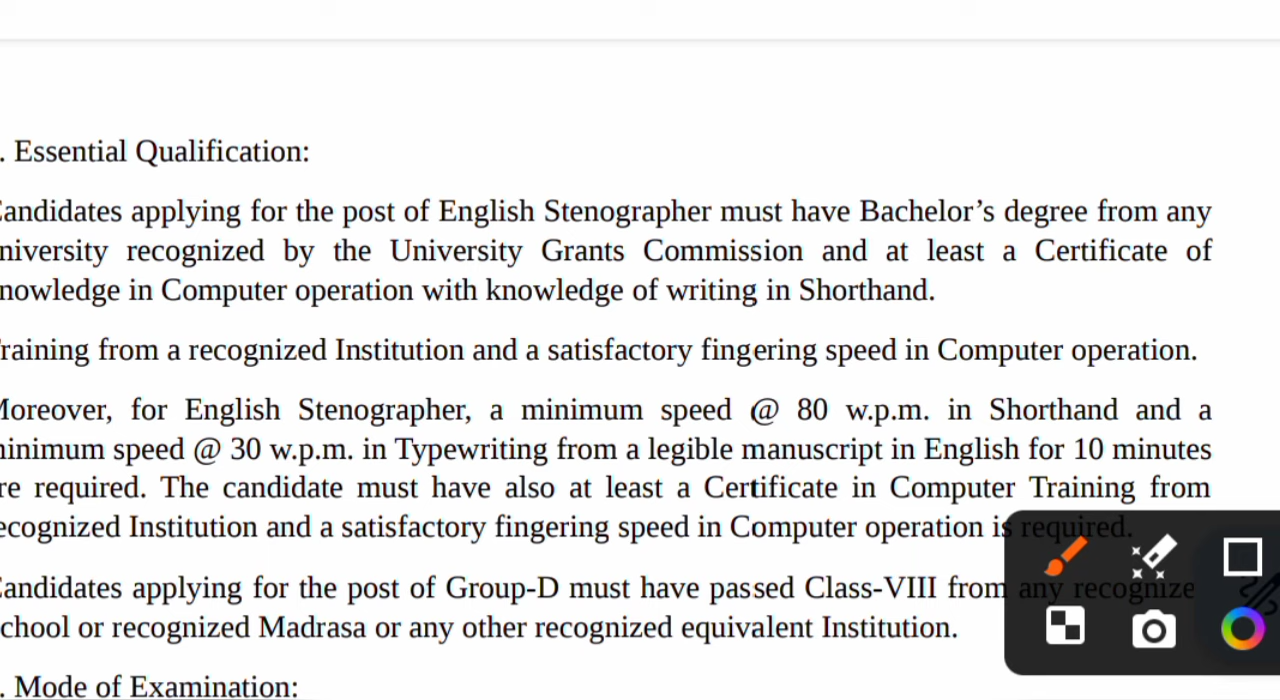 . Essential Qualification:
andidates applying for the post of English Stenographer must have Bachelor’s degree from any
niversity recognized by the University Grants Commission and at least a Certificate of
nowledge in Computer operation with knowledge of writing in Shorthand.
raining from a recognized Institution and a satisfactory fingering speed in Computer operation.
oreover, for English Stenographer, a minimum speed @ 80 w.p.m. in Shorthand and a
inimum speed @ 30 w.p.m. in Typewriting from a legible manuscript in English for 10 minutes
re required. The candidate must have also at least a Certificate in Computer Training from
ecognized Institution and a satisfactory fingering speed in Computer operation is required.
andidates applying for the post of Group-D must have passed Class-VIII from any recognize
chool or recognized Madrasa or any other recognized equivalent Institution.
. Mode of Examination: